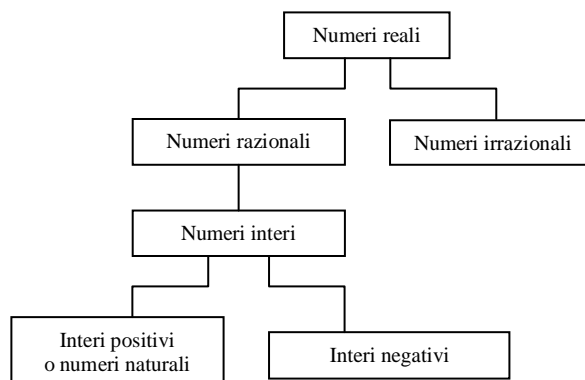 Numeri reali
Numeri razionali
Numeri irrazionali
Numeri interi
Interi positivi
o numeri naturali
Interi negativi